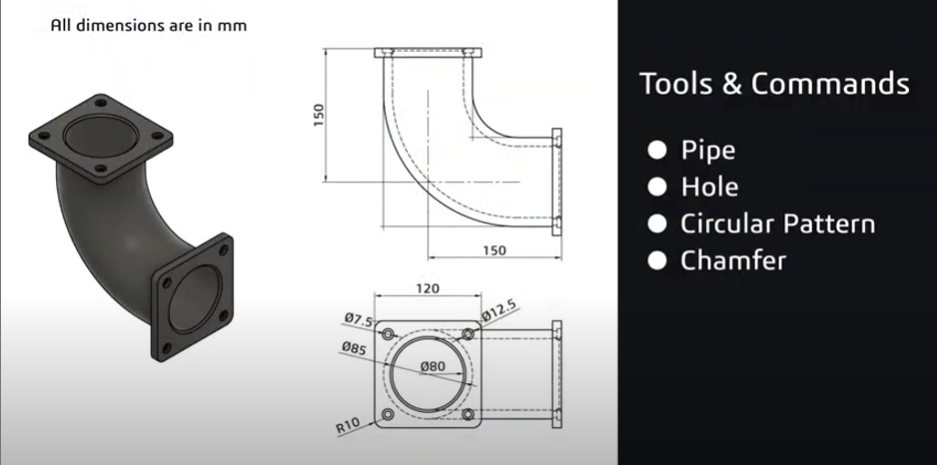 All dimensions are in mm
150
150
120
Ø7.5
Ø12.5
Ø85
Ø80
R10
Tools & Commands
Pipe
Hole
Circular Pattern
Chamfer